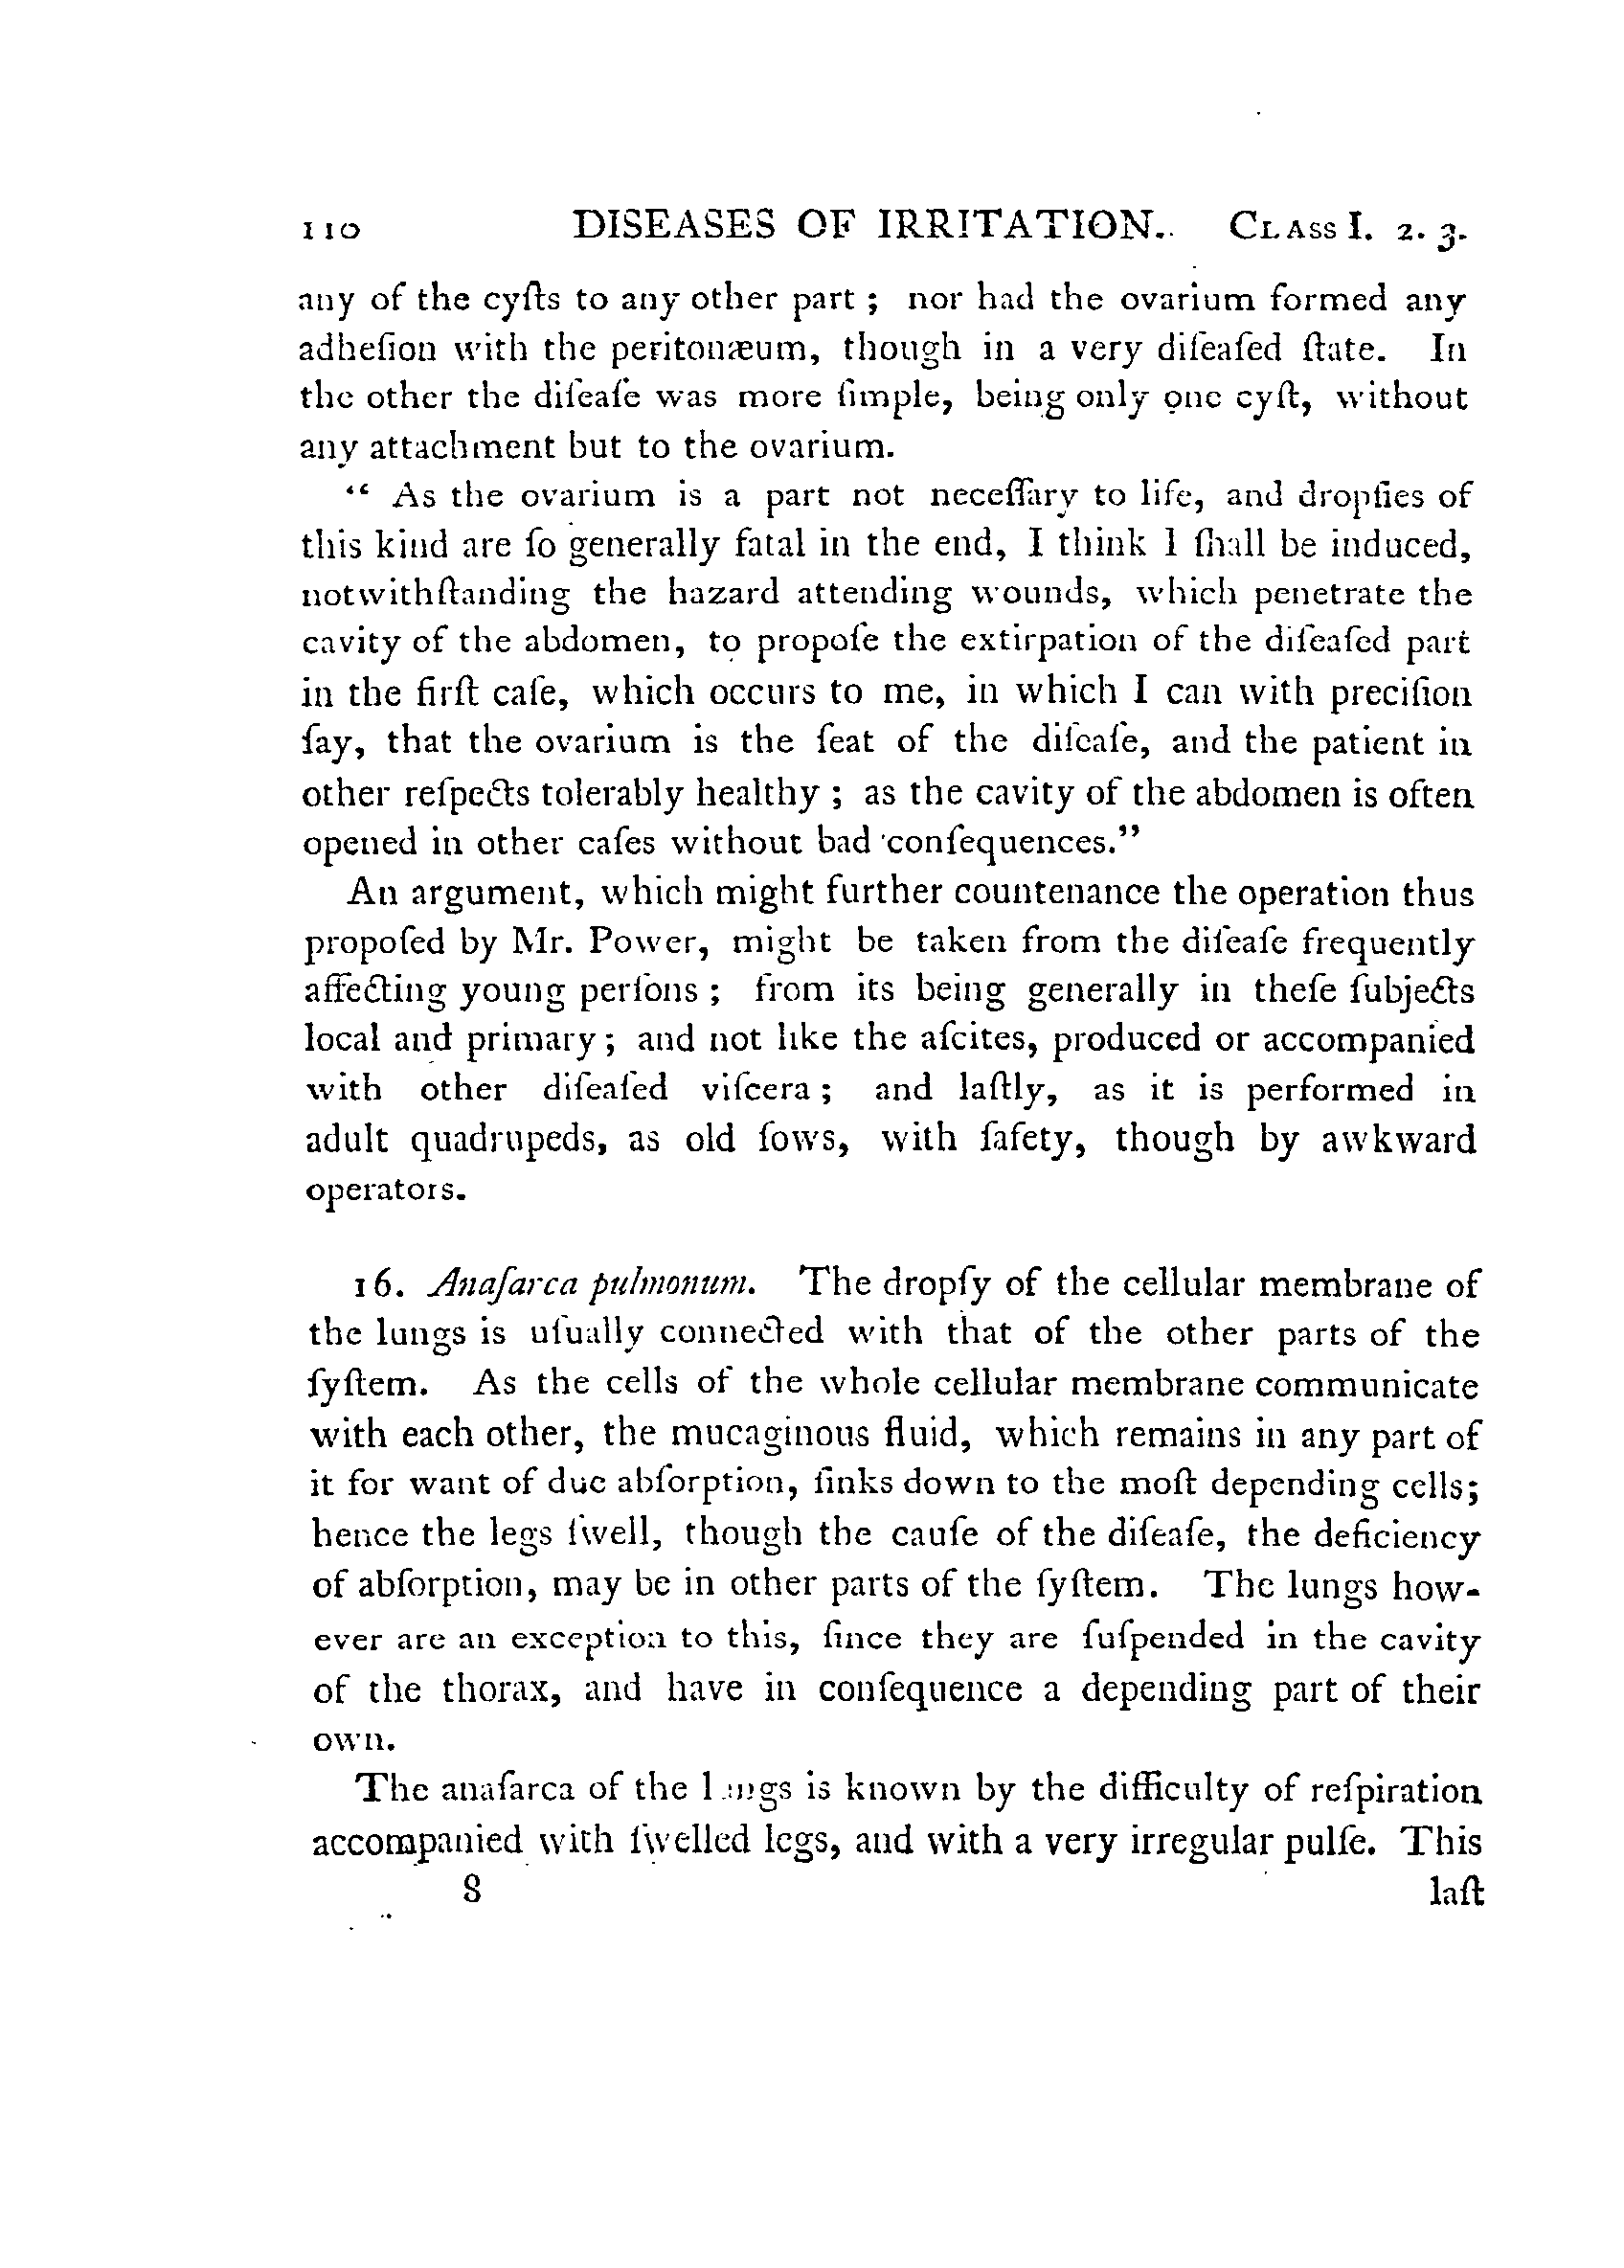 110 DISEASES OF IRRITATION. CLASS I. 2. 3.
any of the cyſts to any other part ; nor had the ovarium formed any
adheſion with the peritonæum, though in a very diſeaſed ſtate. In
the other the diſeaſe was more ſimple, being only one cyſt, without
any attachment but to the ovarium.
“ As the ovarium is a part not neceſſary to life, and dropſies of
this kind are ſo generally fatal in the end, I think I ſhall be induced,
notwithſtanding the hazard attending wounds, which penetrate the
cavity of the abdomen, to propoſe the extirpation of the diſeaſed part
in the firſt caſe, which occurs to me, in which I can with preciſion
ſay, that the ovarium is the ſeat of the diſeaſe, and the patient in
other reſpects tolerably healthy ; as the cavity of the abdomen is often
opened in other caſes without bad conſequences.”
An argument, which might further countenance the operation thus
propoſed by Mr. Power, might be taken from the diſeaſe frequently
affecting young perſons ; from its being generally in theſe ſubjects
local and primary ; and not like the aſcites, produced or accompanied
with other diſeaſed viſcera ; and laſtly, as it is performed in
adult quadrupeds, as old ſows, with ſafety, though by awkward
operators.
16. Anaſarca pulmonum. The dropſy of the cellular membrane of
the lungs is uſually connected with that of the other parts of the
ſyſtem. As the cells of the whole cellular membrane communicate
with each other, the mucaginous fluid, which remains in any part of
it for want of due abſorption, ſinks down to the moſt depending cells;
hence the legs ſwell, though the cauſe of the diſeaſe, the deficiency
of abſorption, may be in other parts of the ſyſtem. The lungs how-
ever are an exception to this, ſince they are ſuſpended in the cavity
of the thorax, and have in conſequence a depending part of their
own.
The anaſarca of the lungs is known by the difficulty of reſpiration
accompanied with ſwelled legs, and with a very irregular pulſe. This
8 laſt